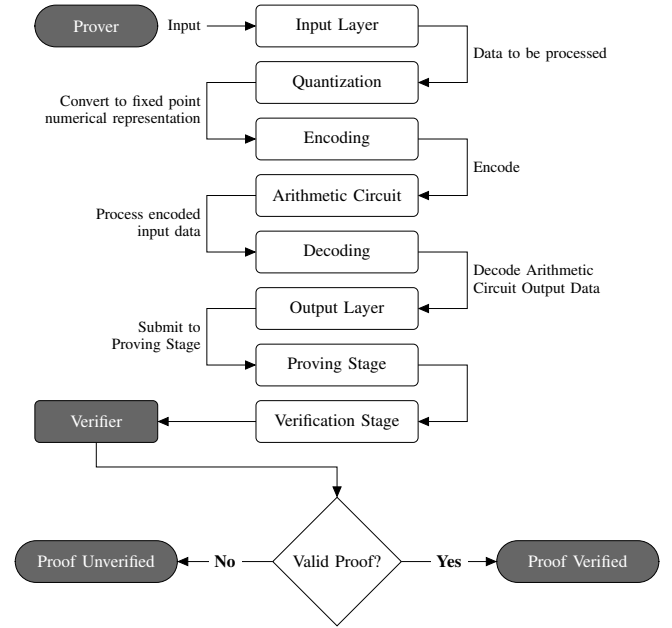 Prover
Input
Input Layer
Data to be processed
Quantization
Convert to fixed point
numerical representation
Encoding
Encode
Arithmetic Circuit
Process encoded
input data
Decoding
Decode Arithmetic
Circuit Output Data
Output Layer
Submit to
Proving Stage
Proving Stage
Verifier
Verification Stage
Proof Unverified
No
Valid Proof?
Yes
Proof Verified